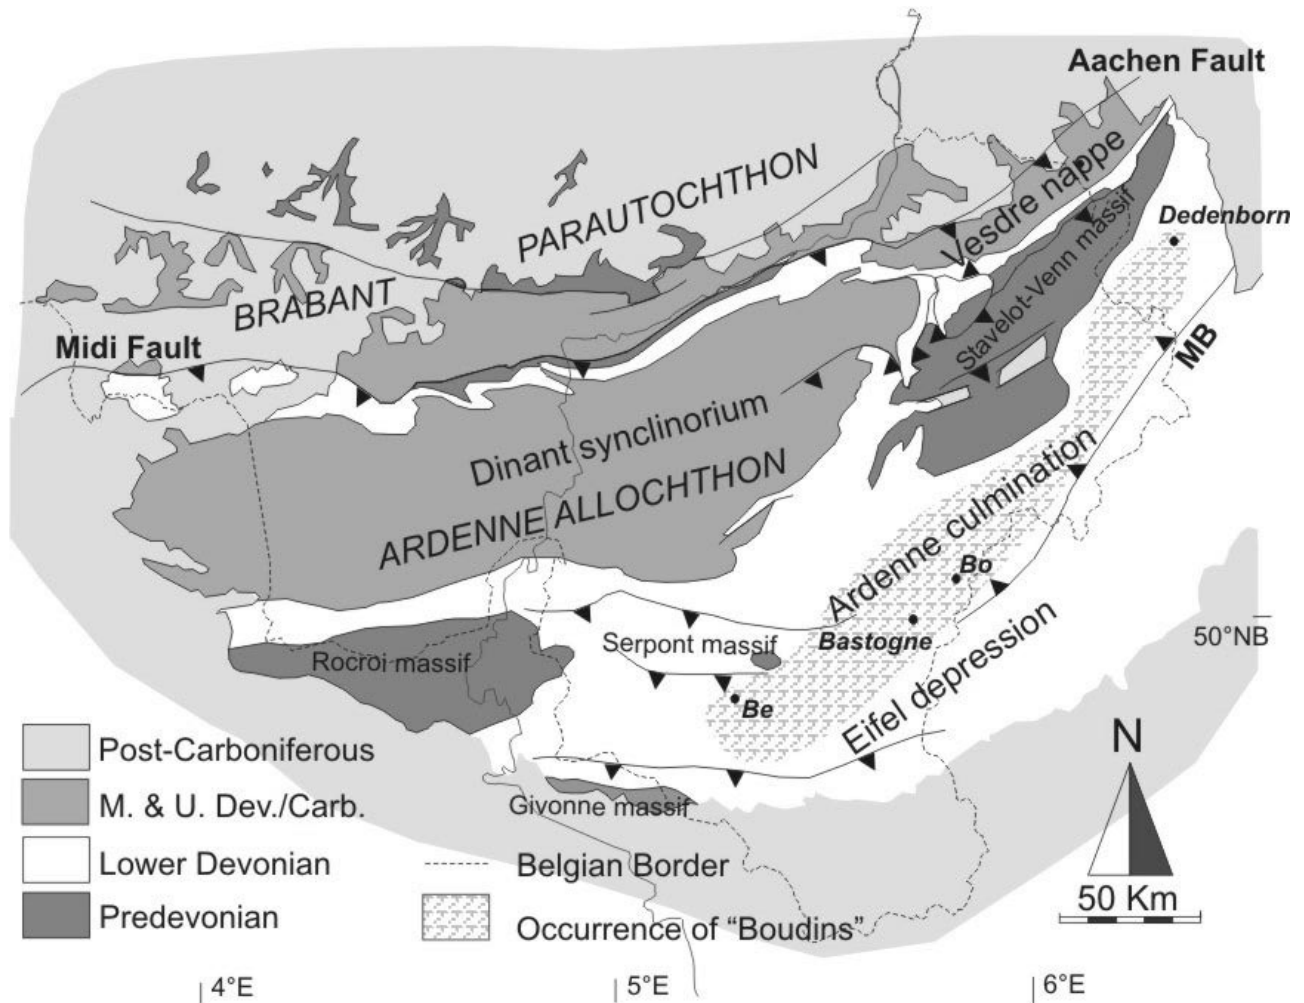 Aachen Fault
PARAUTOCHTHON
Vesdre nappe
Dedenborn
Stavelot-Venn massif
BRABANT
Midi Fault
MB
Dinant synclinorium
ARDENNE ALLOCHTHON
Ardenne culmination
Bo
Bastogne
50°NB
Serpont massif
Rocroi massif
Be
Eifel depression
Givonne massif
Post-Carboniferous
M. & U. Dev./Carb.
Lower Devonian
Predevonian
Belgian Border
Occurrence of “Boudins”
N
50 Km
4°E
5°E
6°E